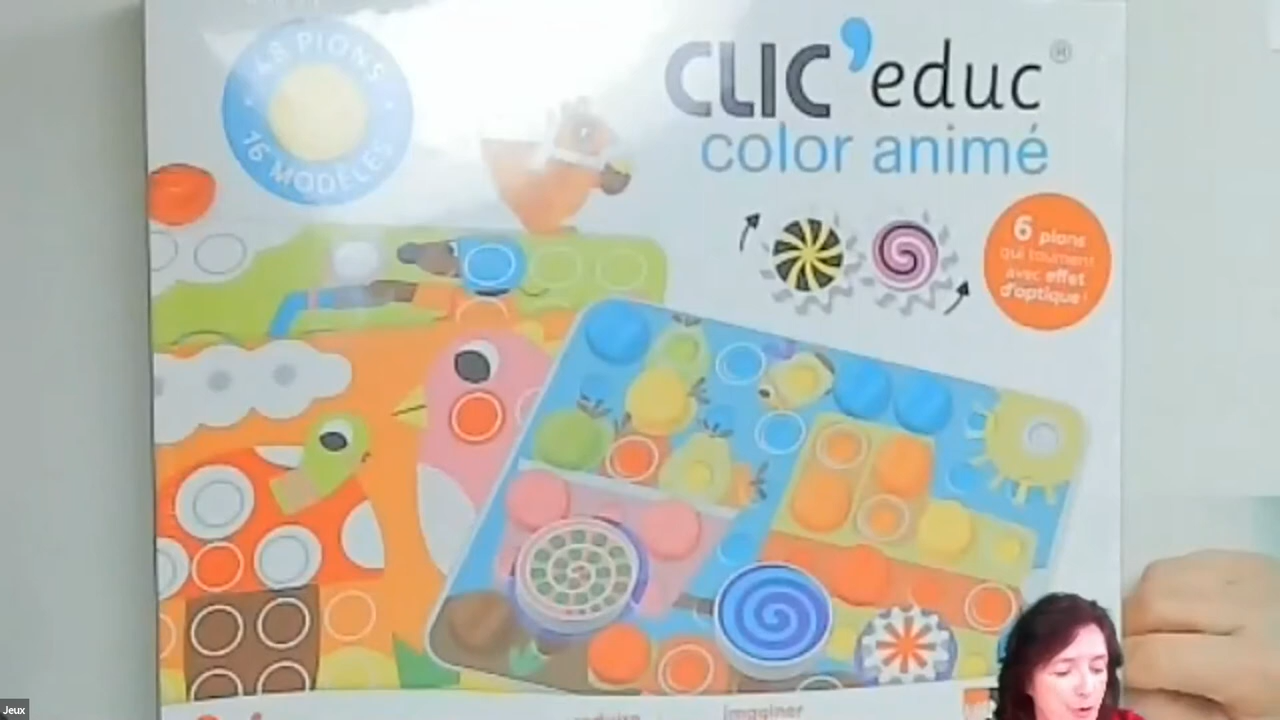 48 PIONS
16 MODÈLES
CLIC'educ®
color animé
6 pions
qui tournent
avec effet
d'optique !
imaginer
Jeux